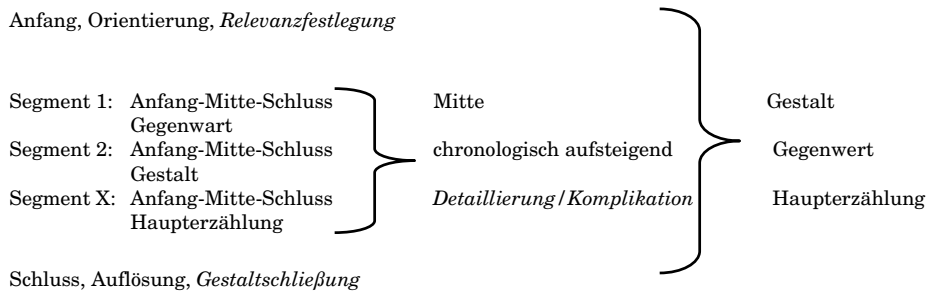 Anfang, Orientierung, Relevanzfestlegung
Segment 1: Anfang-Mitte-Schluss Mitte Gestalt
Gegenwart
Segment 2: Anfang-Mitte-Schluss chronologisch aufsteigend Gegenwert
Gestalt
Segment X: Anfang-Mitte-Schluss Detaillierung/Komplikation Haupterzählung
Haupterzählung
Schluss, Auflösung, Gestaltschließung